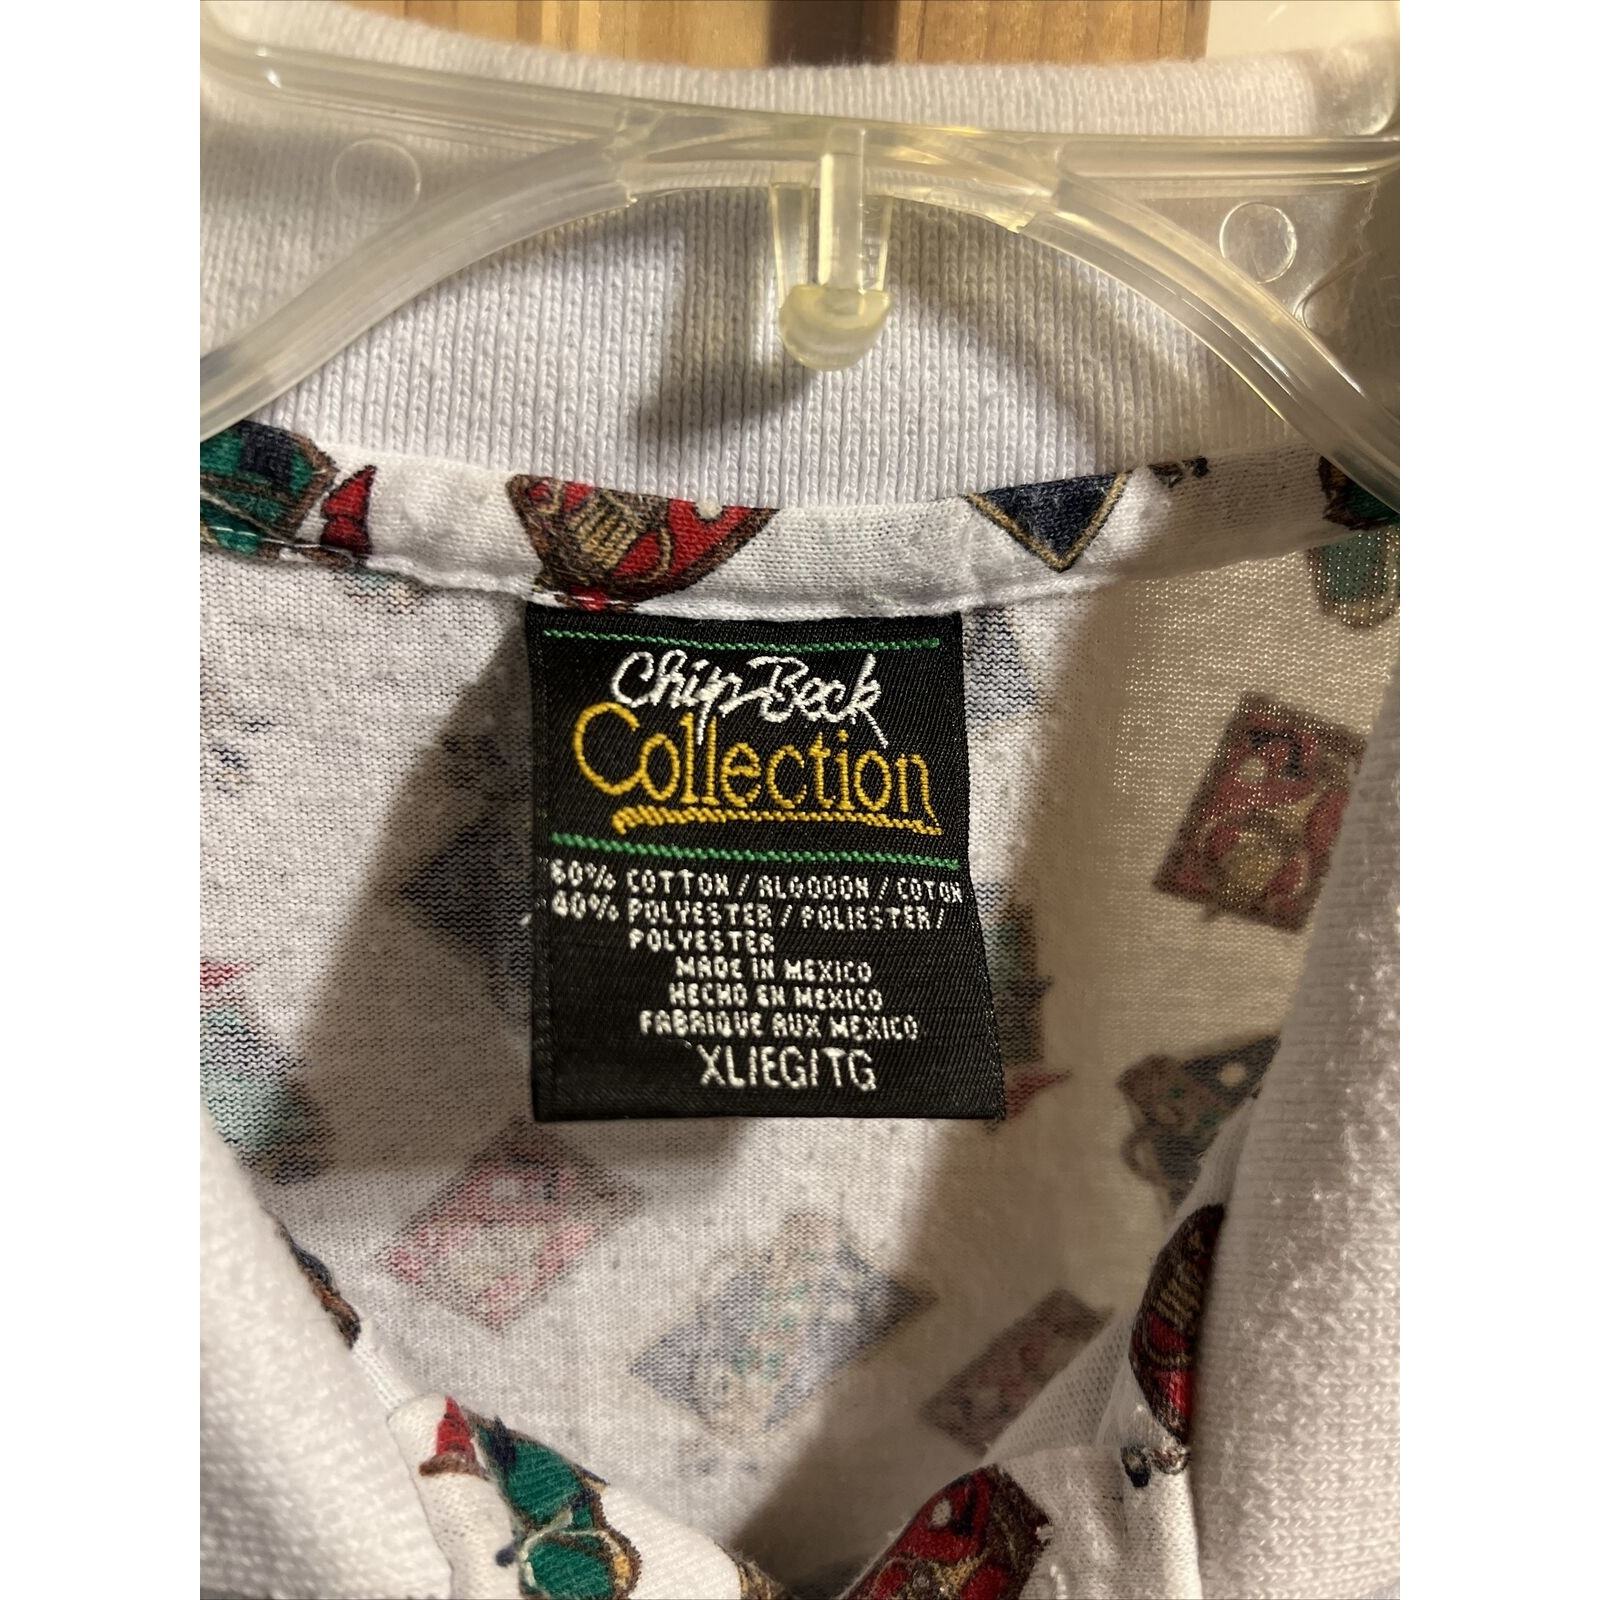 Chip Beck
Collection
60% COTTON / ALGODON / COTON
40% POLYESTER / POLIESTER /
POLYESTER
MADE IN MEXICO
HECHO EN MEXICO
FABRIQUE AUX MEXICO
XL/EG/TG